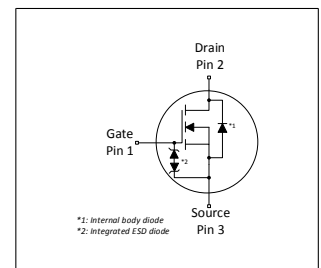 Drain
Pin 2
*1
Gate
Pin 1
*2
Source
Pin 3
*1: Internal body diode
*2: Integrated ESD diode